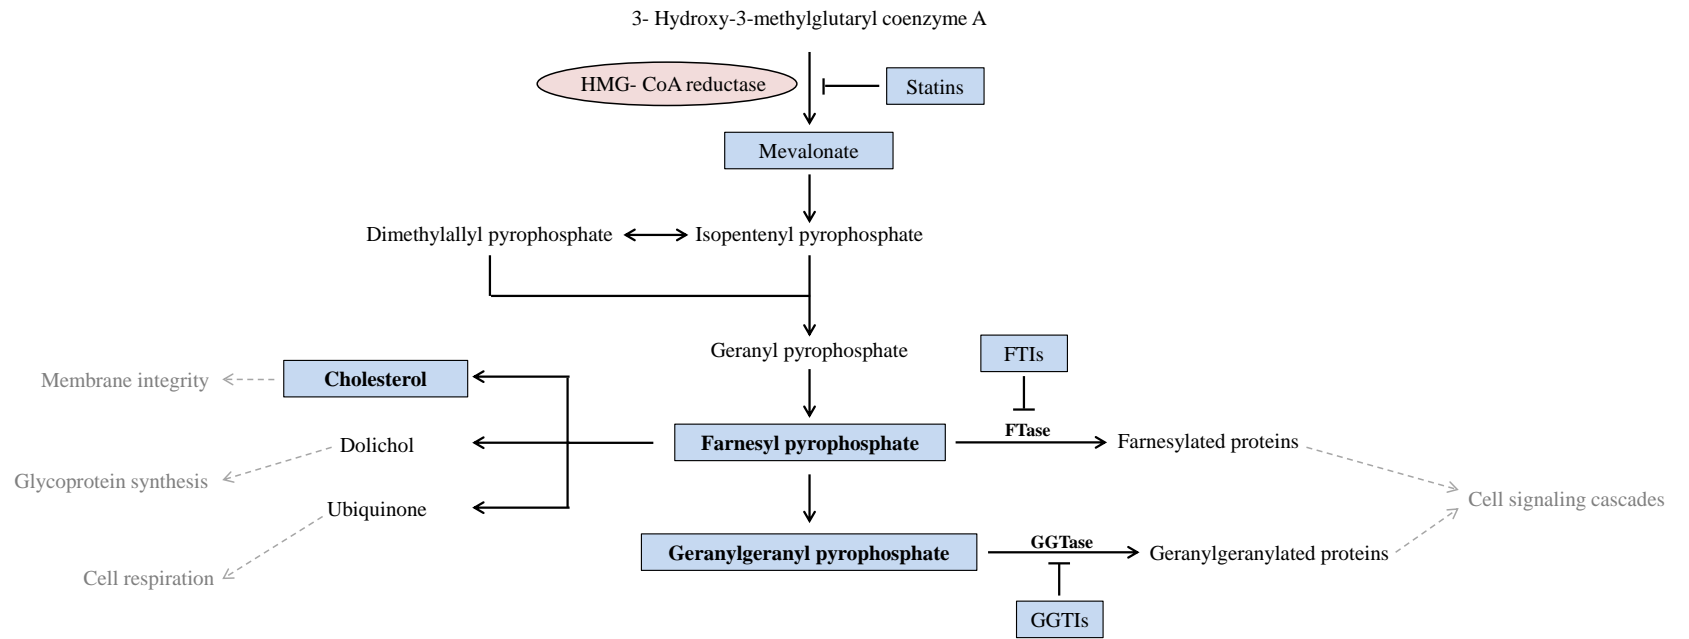 3- Hydroxy-3-methylglutaryl coenzyme A
HMG- CoA reductase
Statins
Mevalonate
Dimethylallyl pyrophosphate
Isopentenyl pyrophosphate
Geranyl pyrophosphate
FTIs
Membrane integrity
Cholesterol
FTase
Farnesyl pyrophosphate
Farnesylated proteins
Dolichol
Glycoprotein synthesis
Cell signaling cascades
Ubiquinone
GGTase
Geranylgeranyl pyrophosphate
Geranylgeranylated proteins
Cell respiration
GGTIs